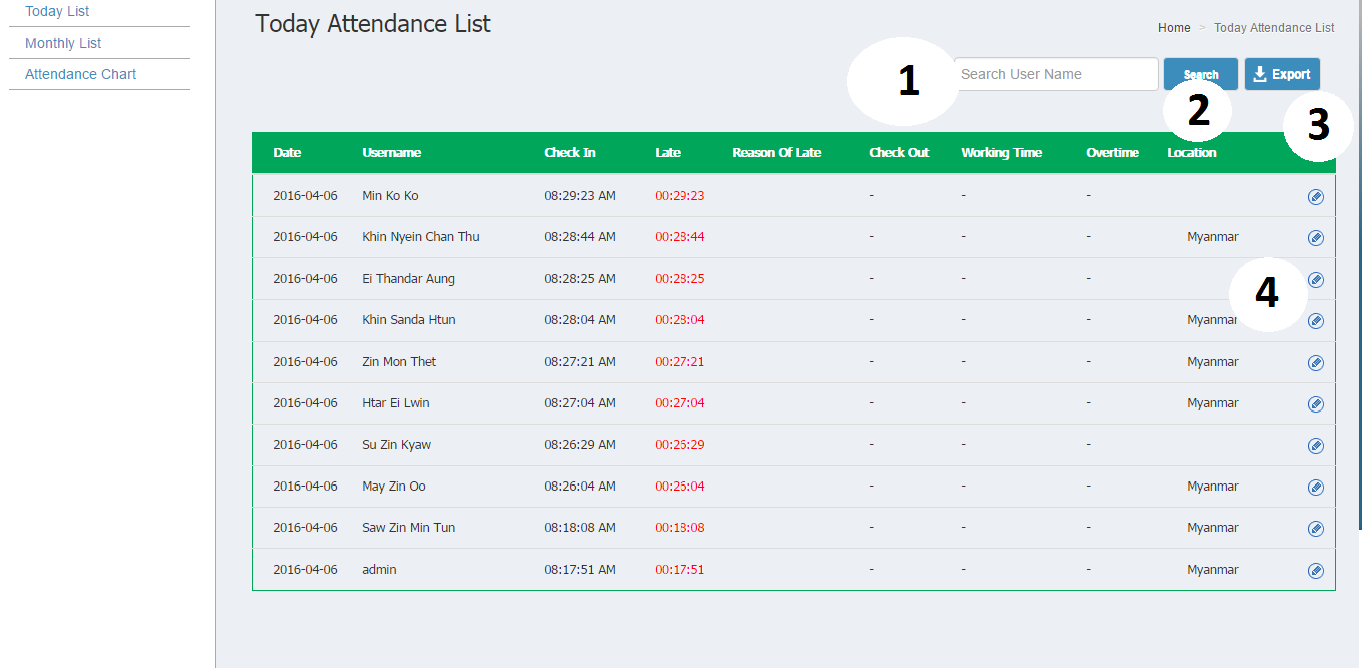 Today List
Monthly List
Attendance Chart
Today Attendance List
Home > Today Attendance List
1
Search User Name
Search
Export
2
3
Date Username Check In Late Reason Of Late Check Out Working Time Overtime Location
2016-04-06 Min Ko Ko 08:29:23 AM 00:29:23 - - -
2016-04-06 Khin Nyein Chan Thu 08:28:44 AM 00:28:44 - - - Myanmar
2016-04-06 Ei Thandar Aung 08:28:25 AM 00:28:25 - - -
4
2016-04-06 Khin Sanda Htun 08:28:04 AM 00:28:04 - - - Myanmar
2016-04-06 Zin Mon Thet 08:27:21 AM 00:27:21 - - - Myanmar
2016-04-06 Htar Ei Lwin 08:27:04 AM 00:27:04 - - - Myanmar
2016-04-06 Su Zin Kyaw 08:26:29 AM 00:26:29 - - -
2016-04-06 May Zin Oo 08:26:04 AM 00:26:04 - - - Myanmar
2016-04-06 Saw Zin Min Tun 08:18:08 AM 00:18:08 - - - Myanmar
2016-04-06 admin 08:17:51 AM 00:17:51 - - - Myanmar